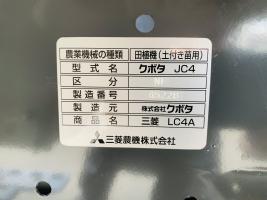 農業機械の種類 田植機(土付き苗用)
型式名 クボタ JC4
区分
製造番号
製造元 株式会社クボタ
商品名 三菱 LC4A
三菱農機株式会社